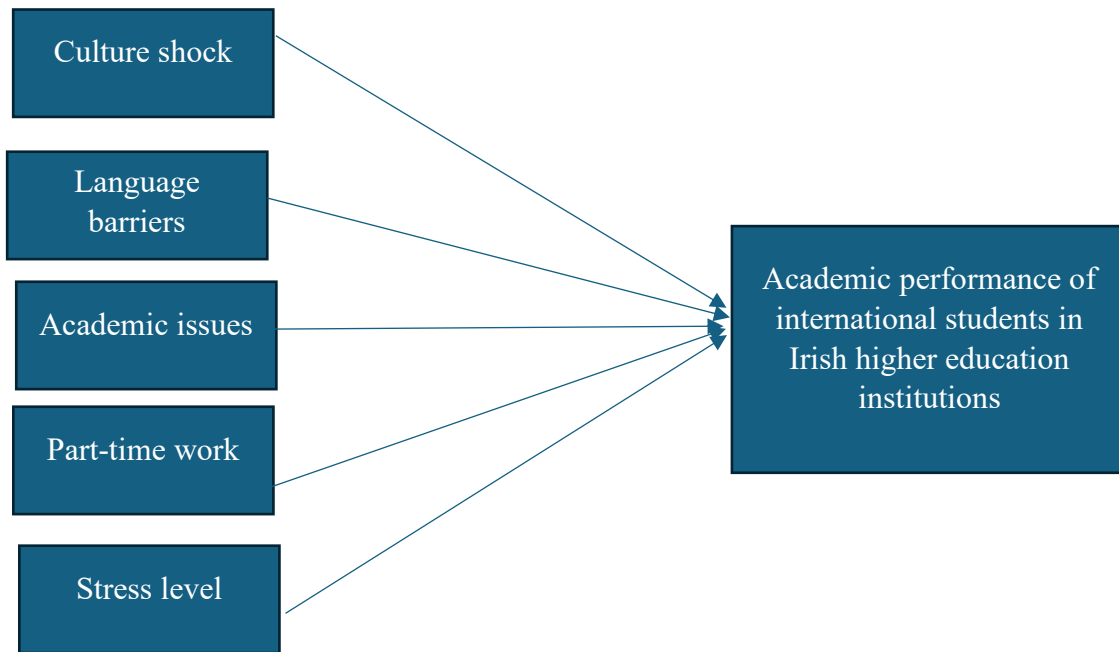 Culture shock
Language
barriers
Academic issues
Part-time work
Stress level
Academic performance of
international students in
Irish higher education
institutions